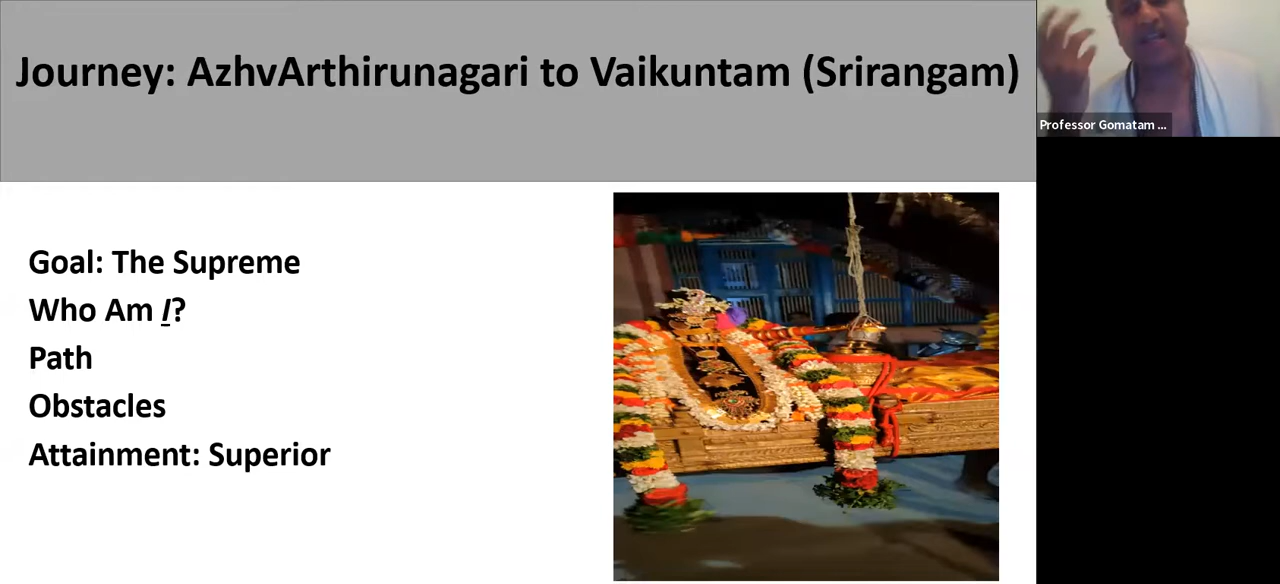 Journey: AzhvArthirunagari to Vaikuntam (Srirangam)
Professor Gomatam ...
Goal: The Supreme
Who Am I?
Path
Obstacles
Attainment: Superior